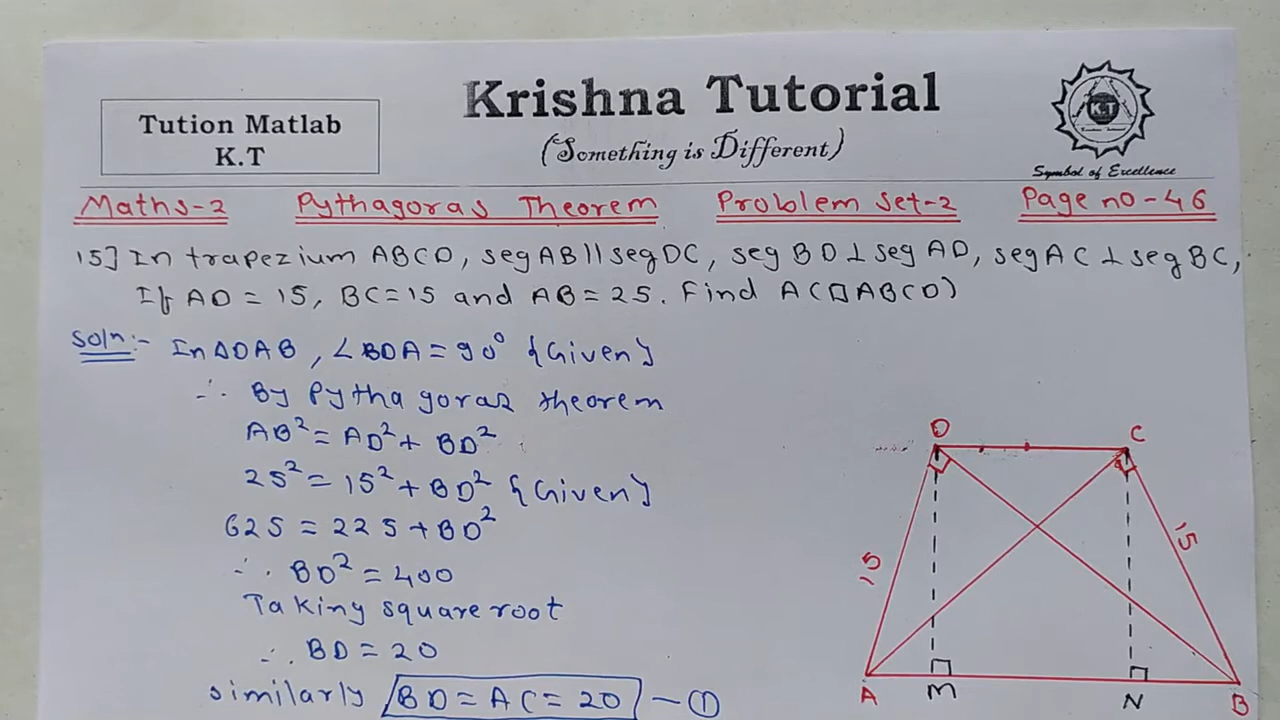 Tution Matlab
K.T
Krishna Tutorial
(Something is Different)
K.T
Symbol of Excellence
Maths-2 Pythagoras Theorem Problem Set-2 Page no-46
15] In trapezium ABCD, seg AB || seg DC, seg BD ⊥ seg AD, seg AC ⊥ seg BC,
If AD = 15, BC = 15 and AB = 25. Find A(□ABCD)
Soln:- In △DAB, ∠BDA = 90° {Given}
∴ By Pythagoras theorem
AB² = AD² + BD²
25² = 15² + BD² {Given}
625 = 225 + BD²
∴ BD² = 400
Taking square root
∴ BD = 20
similarly BD = AC = 20 — ①
D C
15 15
A M N B